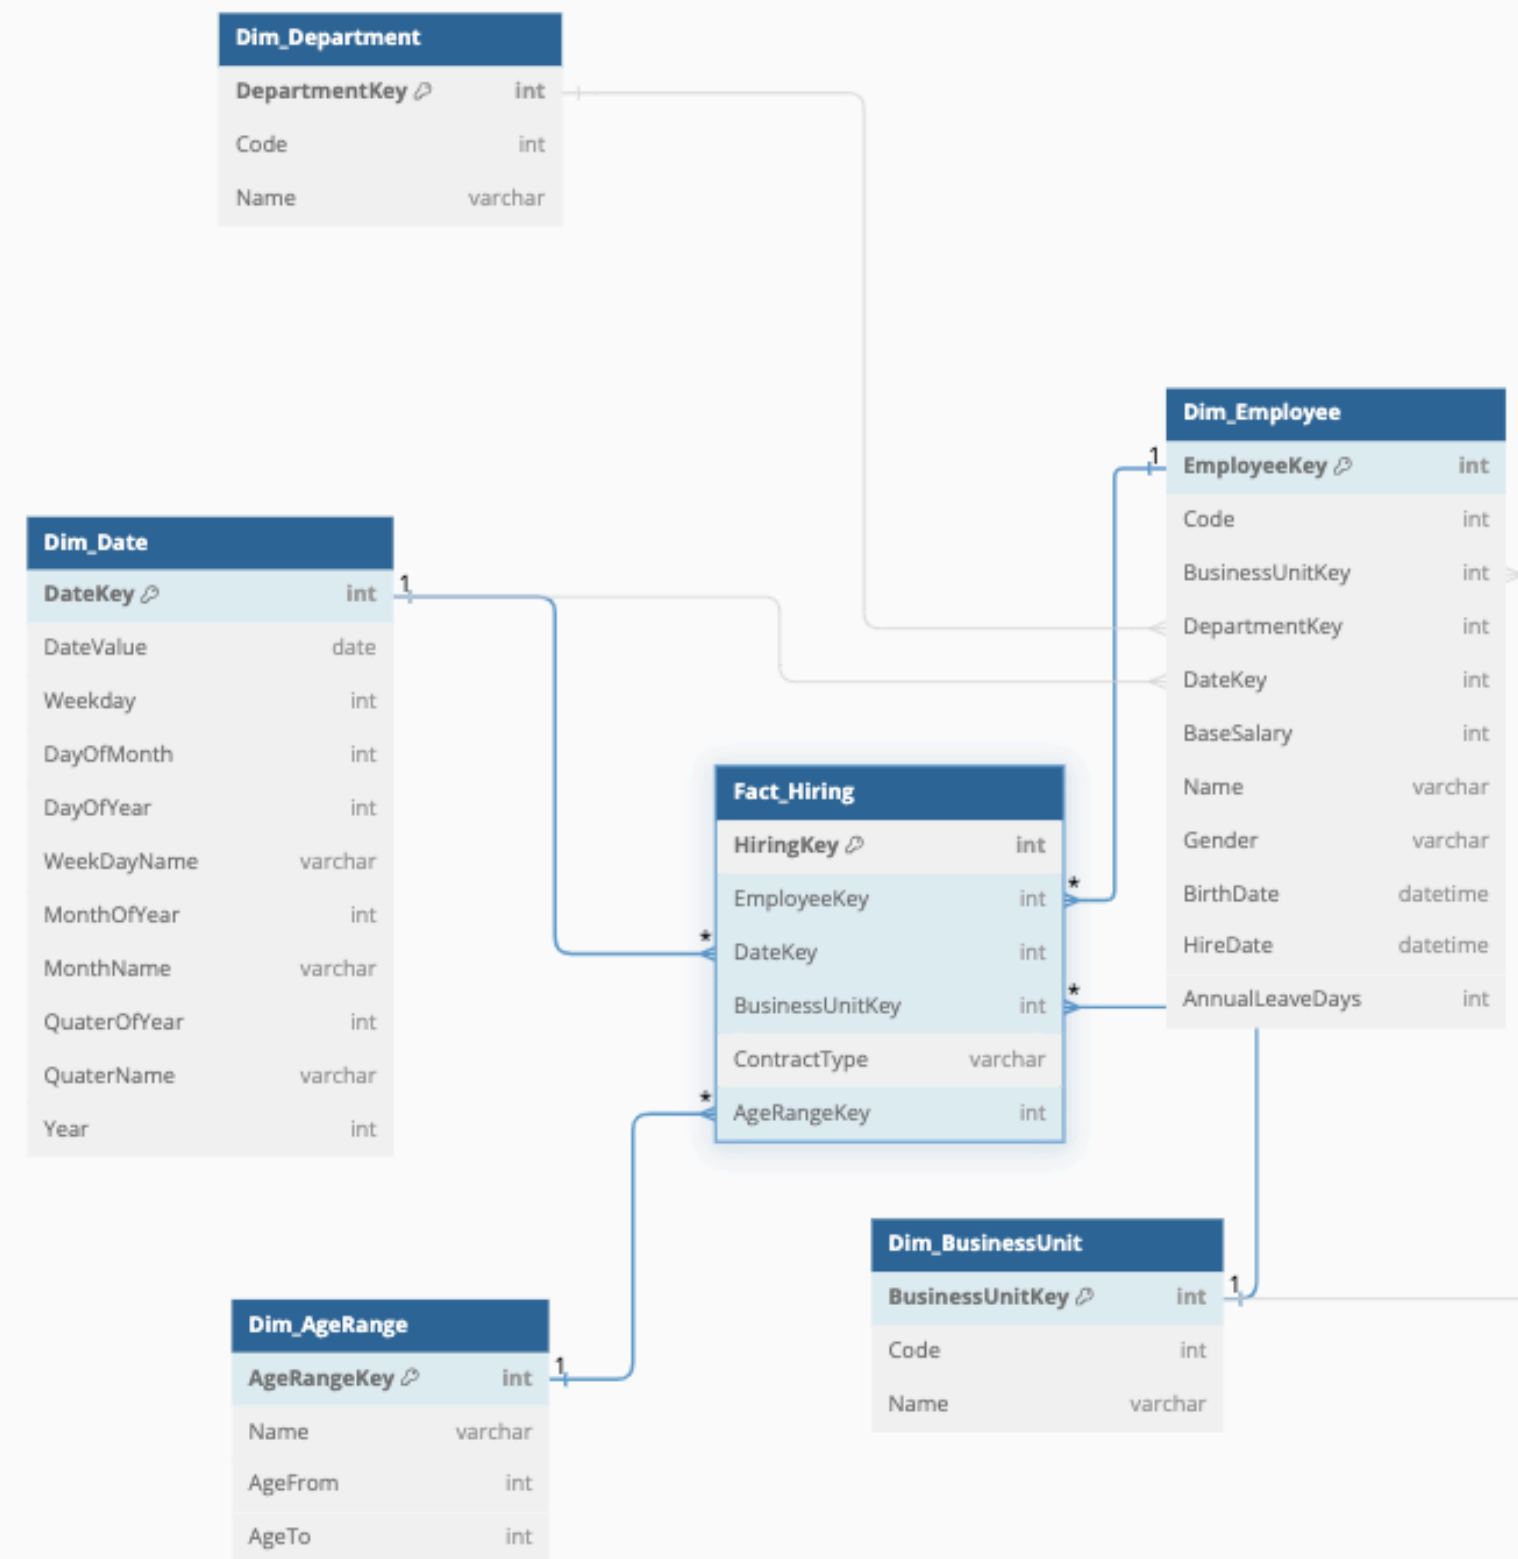 Dim_Department
DepartmentKey int
Code int
Name varchar
Dim_Employee
1
EmployeeKey int
Code int
BusinessUnitKey int
DepartmentKey int
DateKey int
BaseSalary int
Name varchar
Gender varchar
BirthDate datetime
HireDate datetime
AnnualLeaveDays int
Dim_Date
DateKey int
1
DateValue date
Weekday int
DayOfMonth int
DayOfYear int
WeekDayName varchar
MonthOfYear int
MonthName varchar
QuaterOfYear int
QuaterName varchar
Year int
Fact_Hiring
HiringKey int
EmployeeKey int *
* DateKey int
BusinessUnitKey int *
ContractType varchar
* AgeRangeKey int
Dim_BusinessUnit
BusinessUnitKey int 1
Code int
Name varchar
Dim_AgeRange
AgeRangeKey int 1
Name varchar
AgeFrom int
AgeTo int